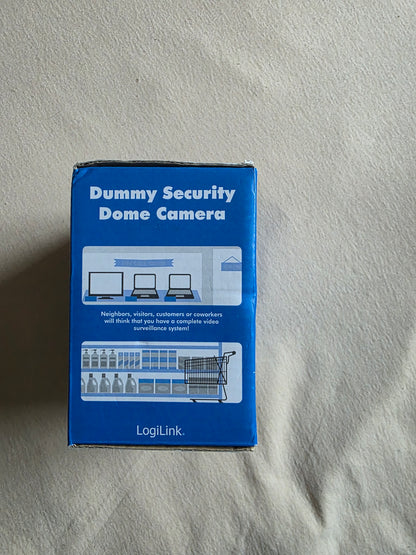 Dummy Security
Dome Camera
Neighbors, visitors, customers or coworkers
will think that you have a complete video
surveillance system!
LogiLink®